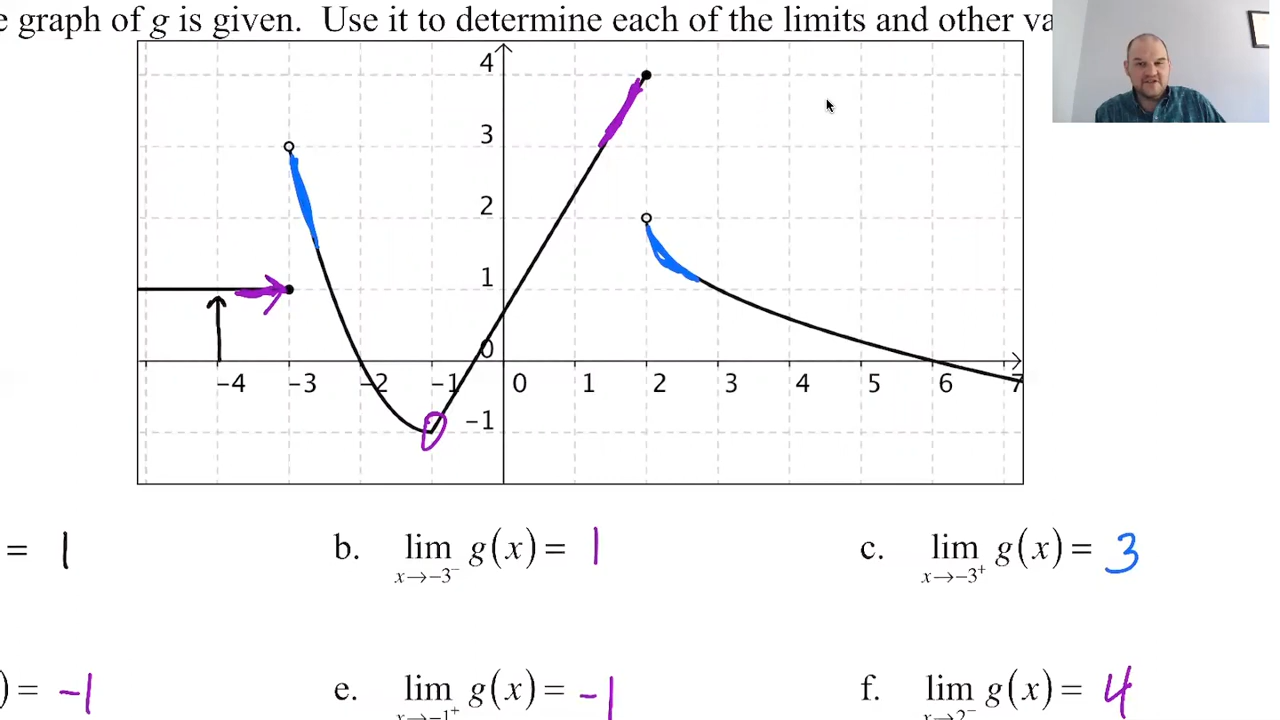 e graph of g is given. Use it to determine each of the limits and other va
4
3
2
1
0
-4 -3 -2 -1 0 1 2 3 4 5 6 7
-1
= 1 b. lim x→-3⁻ g(x) = 1 c. lim x→-3⁺ g(x) = 3
) = -1 e. lim x→-1⁺ g(x) = -1 f. lim x→2⁻ g(x) = 4